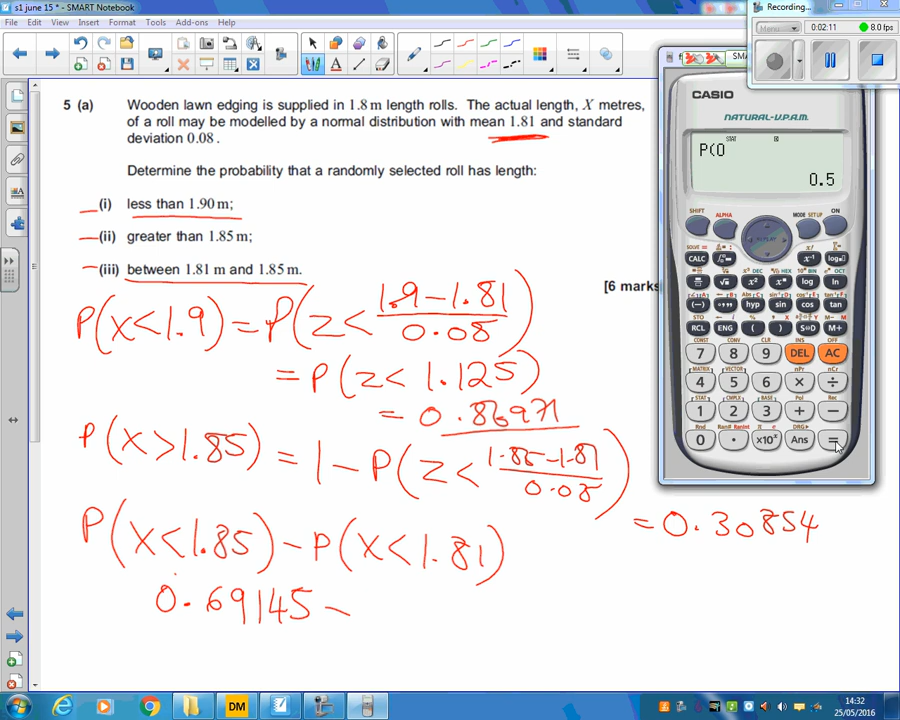 s1 june 15 * - SMART Notebook
File Edit View Insert Format Tools Add-ons Help
Recording...
Menu
0:02:11
8.0 fps
5 (a) Wooden lawn edging is supplied in 1.8 m length rolls. The actual length, X metres,
of a roll may be modelled by a normal distribution with mean 1.81 and standard
deviation 0.08.
Determine the probability that a randomly selected roll has length:
(i) less than 1.90 m;
(ii) greater than 1.85 m;
(iii) between 1.81 m and 1.85 m.
[6 marks
P(x<1.9) = P(z< 1.9-1.81 / 0.08)
= P(z< 1.125)
= 0.86971
P(x>1.85) = 1 - P(z< 1.85-1.81 / 0.08)
= 0.30854
P(x<1.85) - P(x<1.81)
0.69145 -
CASIO
NATURAL-V.P.A.M.
STAT
P(0
0.5
SHIFT ALPHA REPLAY MODE SETUP ON
CALC
x² log ln
(-) hyp sin cos tan
RCL ENG ( ) S⇔D M+
7 8 9 DEL AC
4 5 6 × ÷
1 2 3 + −
0 . ×10ˣ Ans =
DM
14:32
25/05/2016